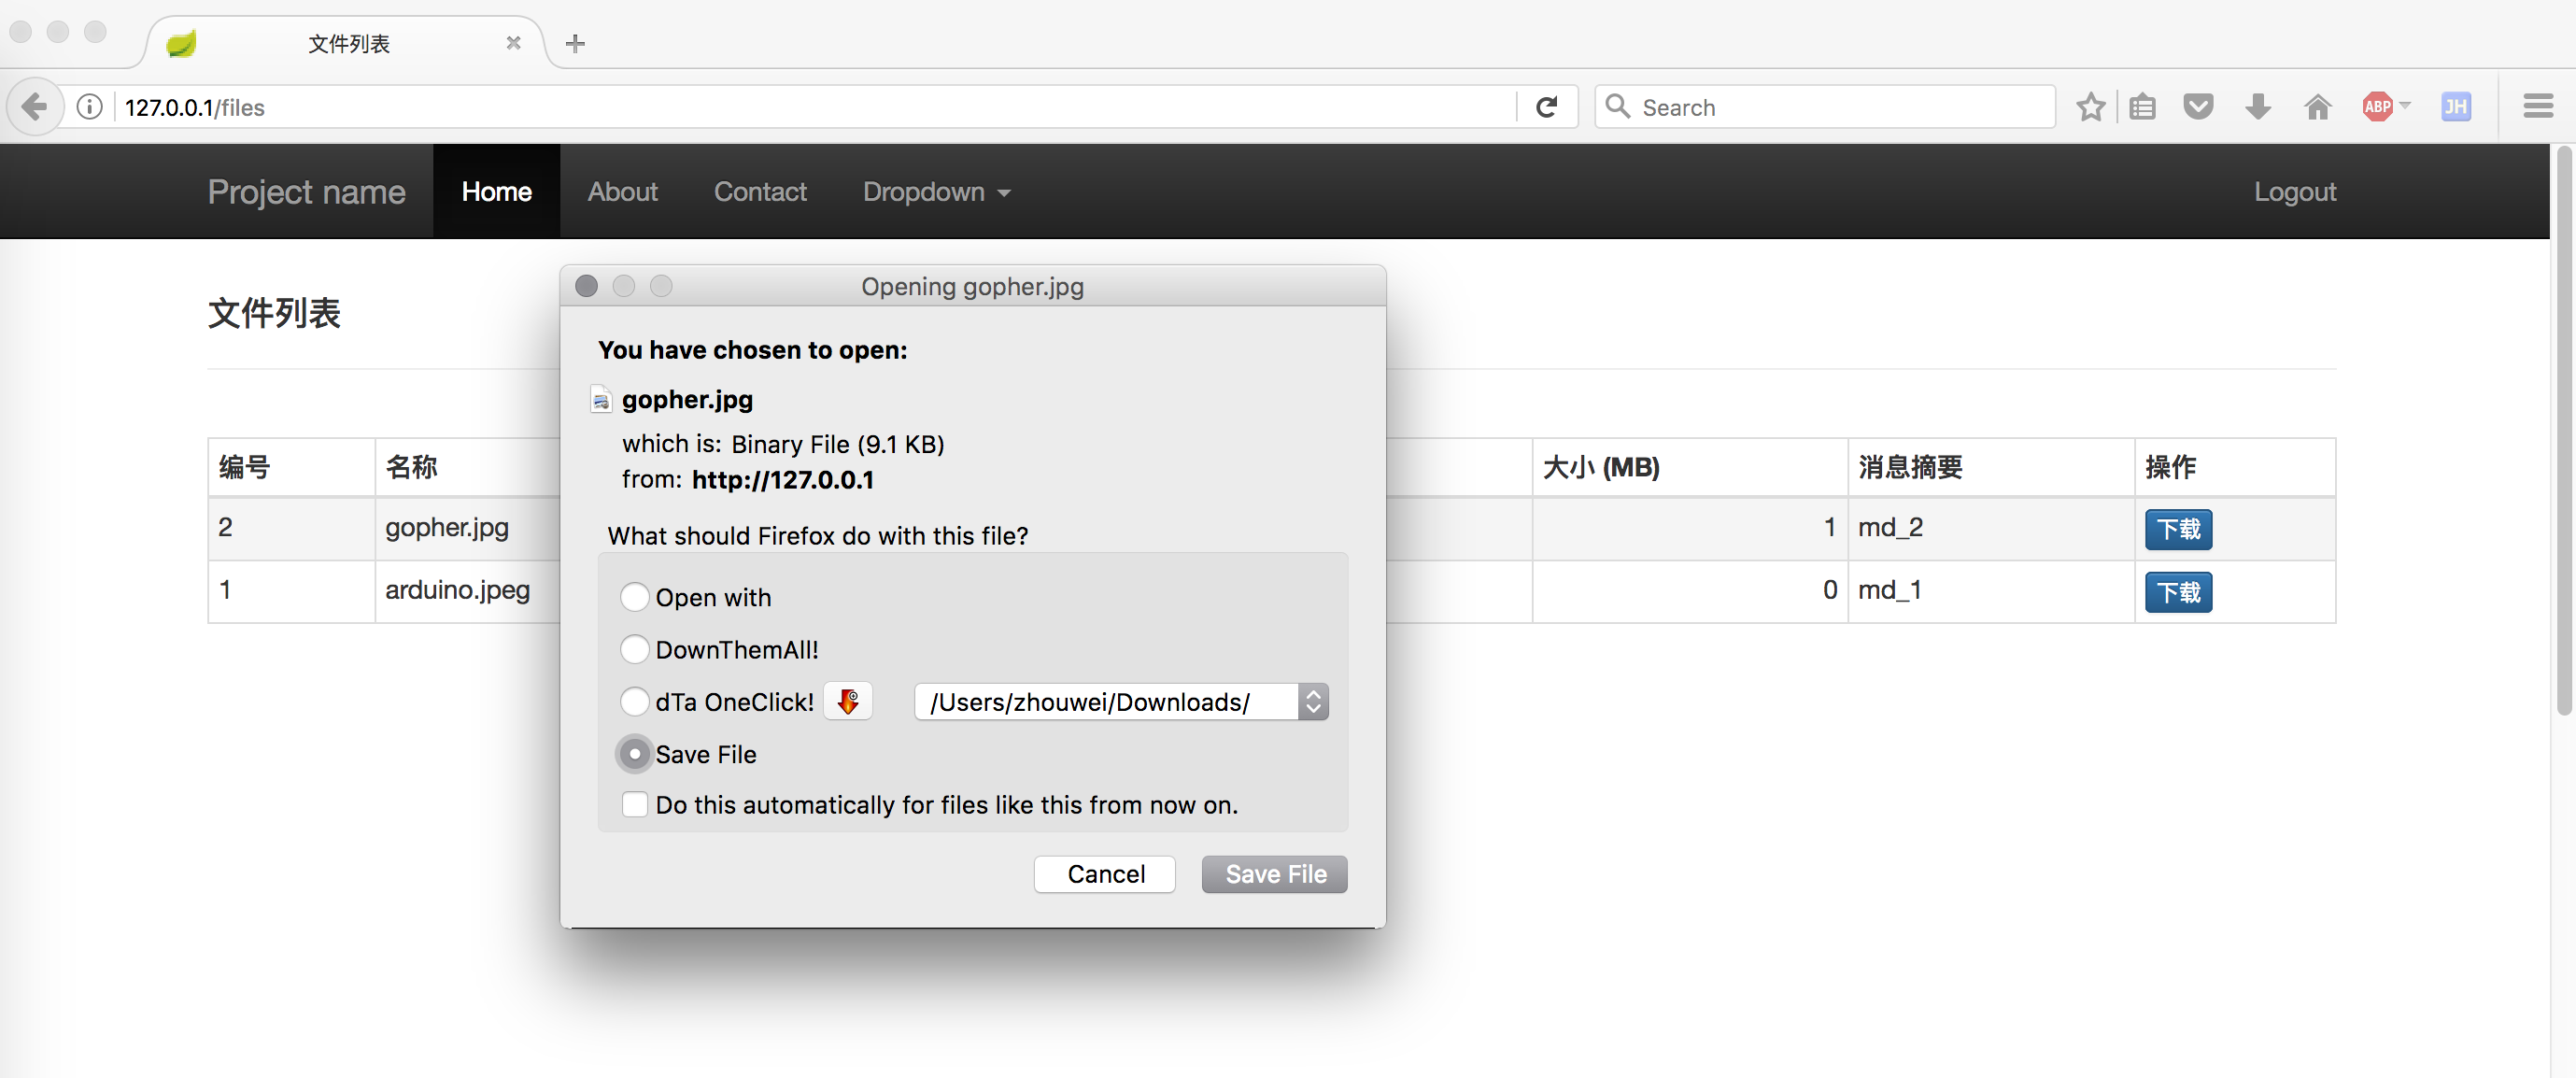 文件列表
127.0.0.1/files
Search
ABP
JH
Project name
Home
About
Contact
Dropdown
Logout
文件列表
编号
名称
大小 (MB)
消息摘要
操作
2
gopher.jpg
1
md_2
下载
1
arduino.jpeg
0
md_1
下载
Opening gopher.jpg
You have chosen to open:
gopher.jpg
which is: Binary File (9.1 KB)
from: http://127.0.0.1
What should Firefox do with this file?
Open with
DownThemAll!
dTa OneClick!
/Users/zhouwei/Downloads/
Save File
Do this automatically for files like this from now on.
Cancel
Save File